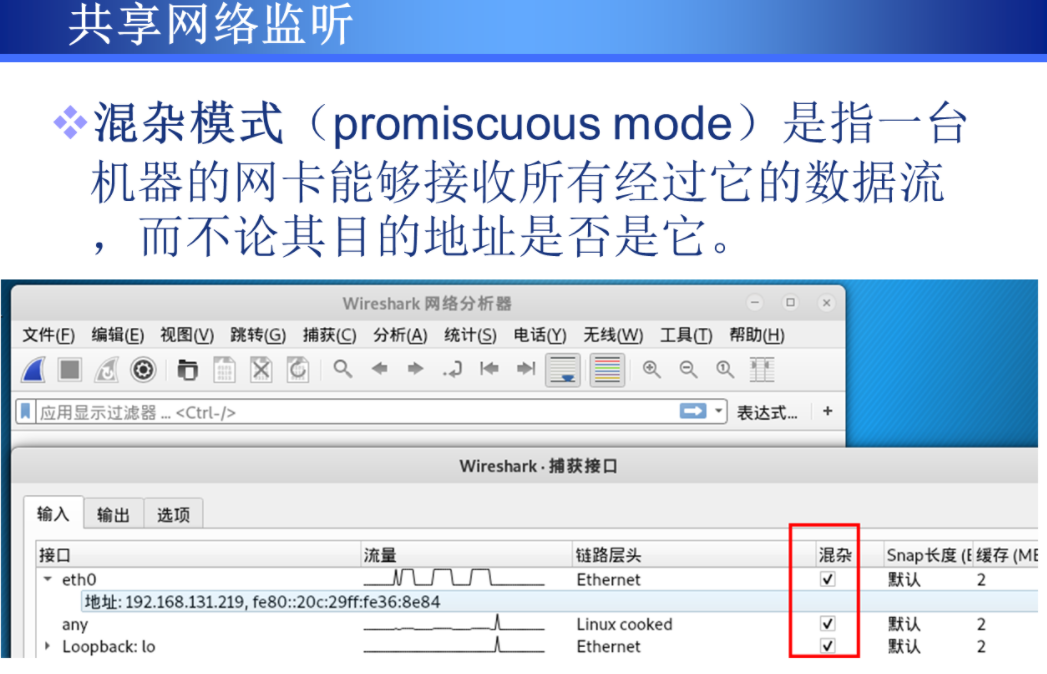 共享网络监听
混杂模式（promiscuous mode）是指一台
机器的网卡能够接收所有经过它的数据流
，而不论其目的地址是否是它。
Wireshark 网络分析器
文件(F) 编辑(E) 视图(V) 跳转(G) 捕获(C) 分析(A) 统计(S) 电话(Y) 无线(W) 工具(T) 帮助(H)
应用显示过滤器 … <Ctrl-/> 表达式… +
Wireshark · 捕获接口
输入 输出 选项
接口 流量 链路层头 混杂 Snap长度 (E 缓存 (ME
eth0 Ethernet 默认 2
地址: 192.168.131.219, fe80::20c:29ff:fe36:8e84
any Linux cooked 默认 2
Loopback: lo Ethernet 默认 2